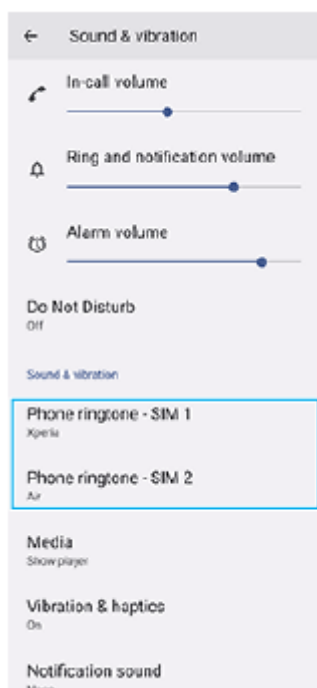 Sound & vibration
In-call volume
Ring and notification volume
Alarm volume
Do Not Disturb
Off
Sound & vibration
Phone ringtone - SIM 1
Xperia
Phone ringtone - SIM 2
Air
Media
Show player
Vibration & haptics
On
Notification sound